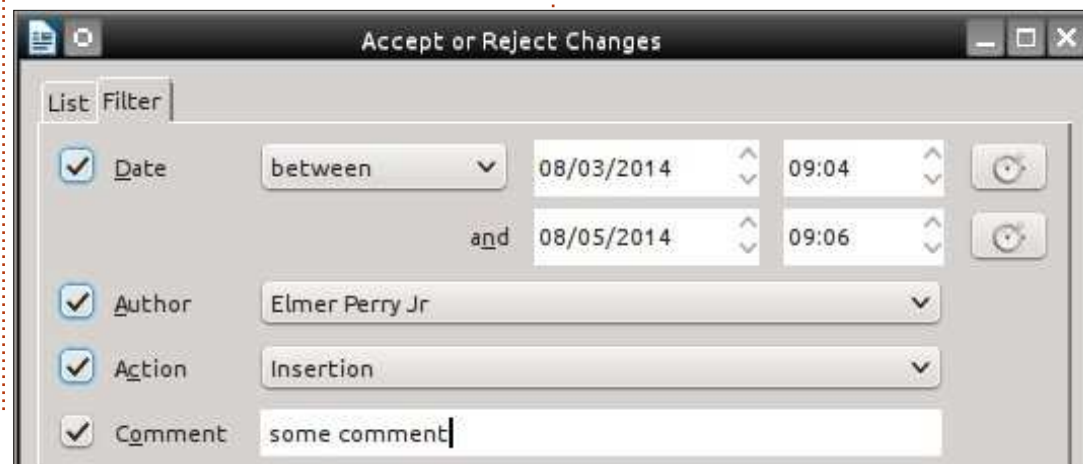 Accept or Reject Changes
List Filter
Date between 08/03/2014 09:04
and 08/05/2014 09:06
Author Elmer Perry Jr
Action Insertion
Comment some comment